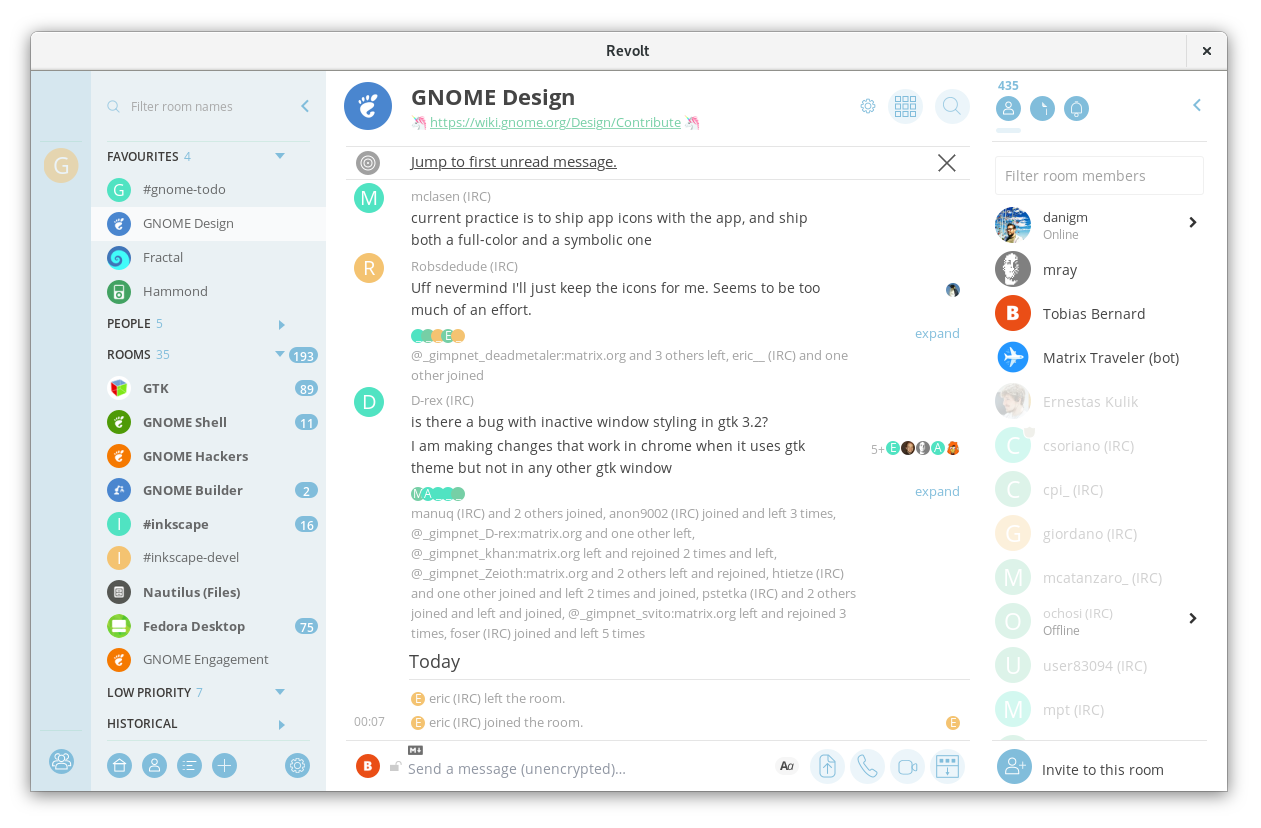 Revolt
G
Filter room names
FAVOURITES 4
G #gnome-todo
GNOME Design
Fractal
Hammond
PEOPLE 5
ROOMS 35 193
GTK 89
GNOME Shell 11
GNOME Hackers
GNOME Builder 2
I #inkscape 16
I #inkscape-devel
Nautilus (Files)
Fedora Desktop 75
GNOME Engagement
LOW PRIORITY 7
HISTORICAL
GNOME Design
🦄 https://wiki.gnome.org/Design/Contribute 🦄
Jump to first unread message.
M mclasen (IRC)
current practice is to ship app icons with the app, and ship
both a full-color and a symbolic one
R Robsdedude (IRC)
Uff nevermind I'll just keep the icons for me. Seems to be too
much of an effort.
E expand
@_gimpnet_deadmetaler:matrix.org and 3 others left, eric__ (IRC) and one
other joined
D D-rex (IRC)
is there a bug with inactive window styling in gtk 3.2?
I am making changes that work in chrome when it uses gtk 5+ E A
theme but not in any other gtk window
M A expand
manuq (IRC) and 2 others joined, anon9002 (IRC) joined and left 3 times,
@_gimpnet_D-rex:matrix.org and one other left,
@_gimpnet_khan:matrix.org left and rejoined 2 times and left,
@_gimpnet_Zeioth:matrix.org and 2 others left and rejoined, htietze (IRC)
and one other joined and left 2 times and joined, pstetka (IRC) and 2 others
joined and left and joined, @_gimpnet_svito:matrix.org left and rejoined 3
times, foser (IRC) joined and left 5 times
Today
E eric (IRC) left the room.
00:07 E eric (IRC) joined the room. E
M↓
B Send a message (unencrypted)… Aa
435
Filter room members
danigm
Online
mray
B Tobias Bernard
Matrix Traveler (bot)
Ernestas Kulik
C csoriano (IRC)
C cpi_ (IRC)
G giordano (IRC)
M mcatanzaro_ (IRC)
O ochosi (IRC)
Offline
U user83094 (IRC)
M mpt (IRC)
Invite to this room